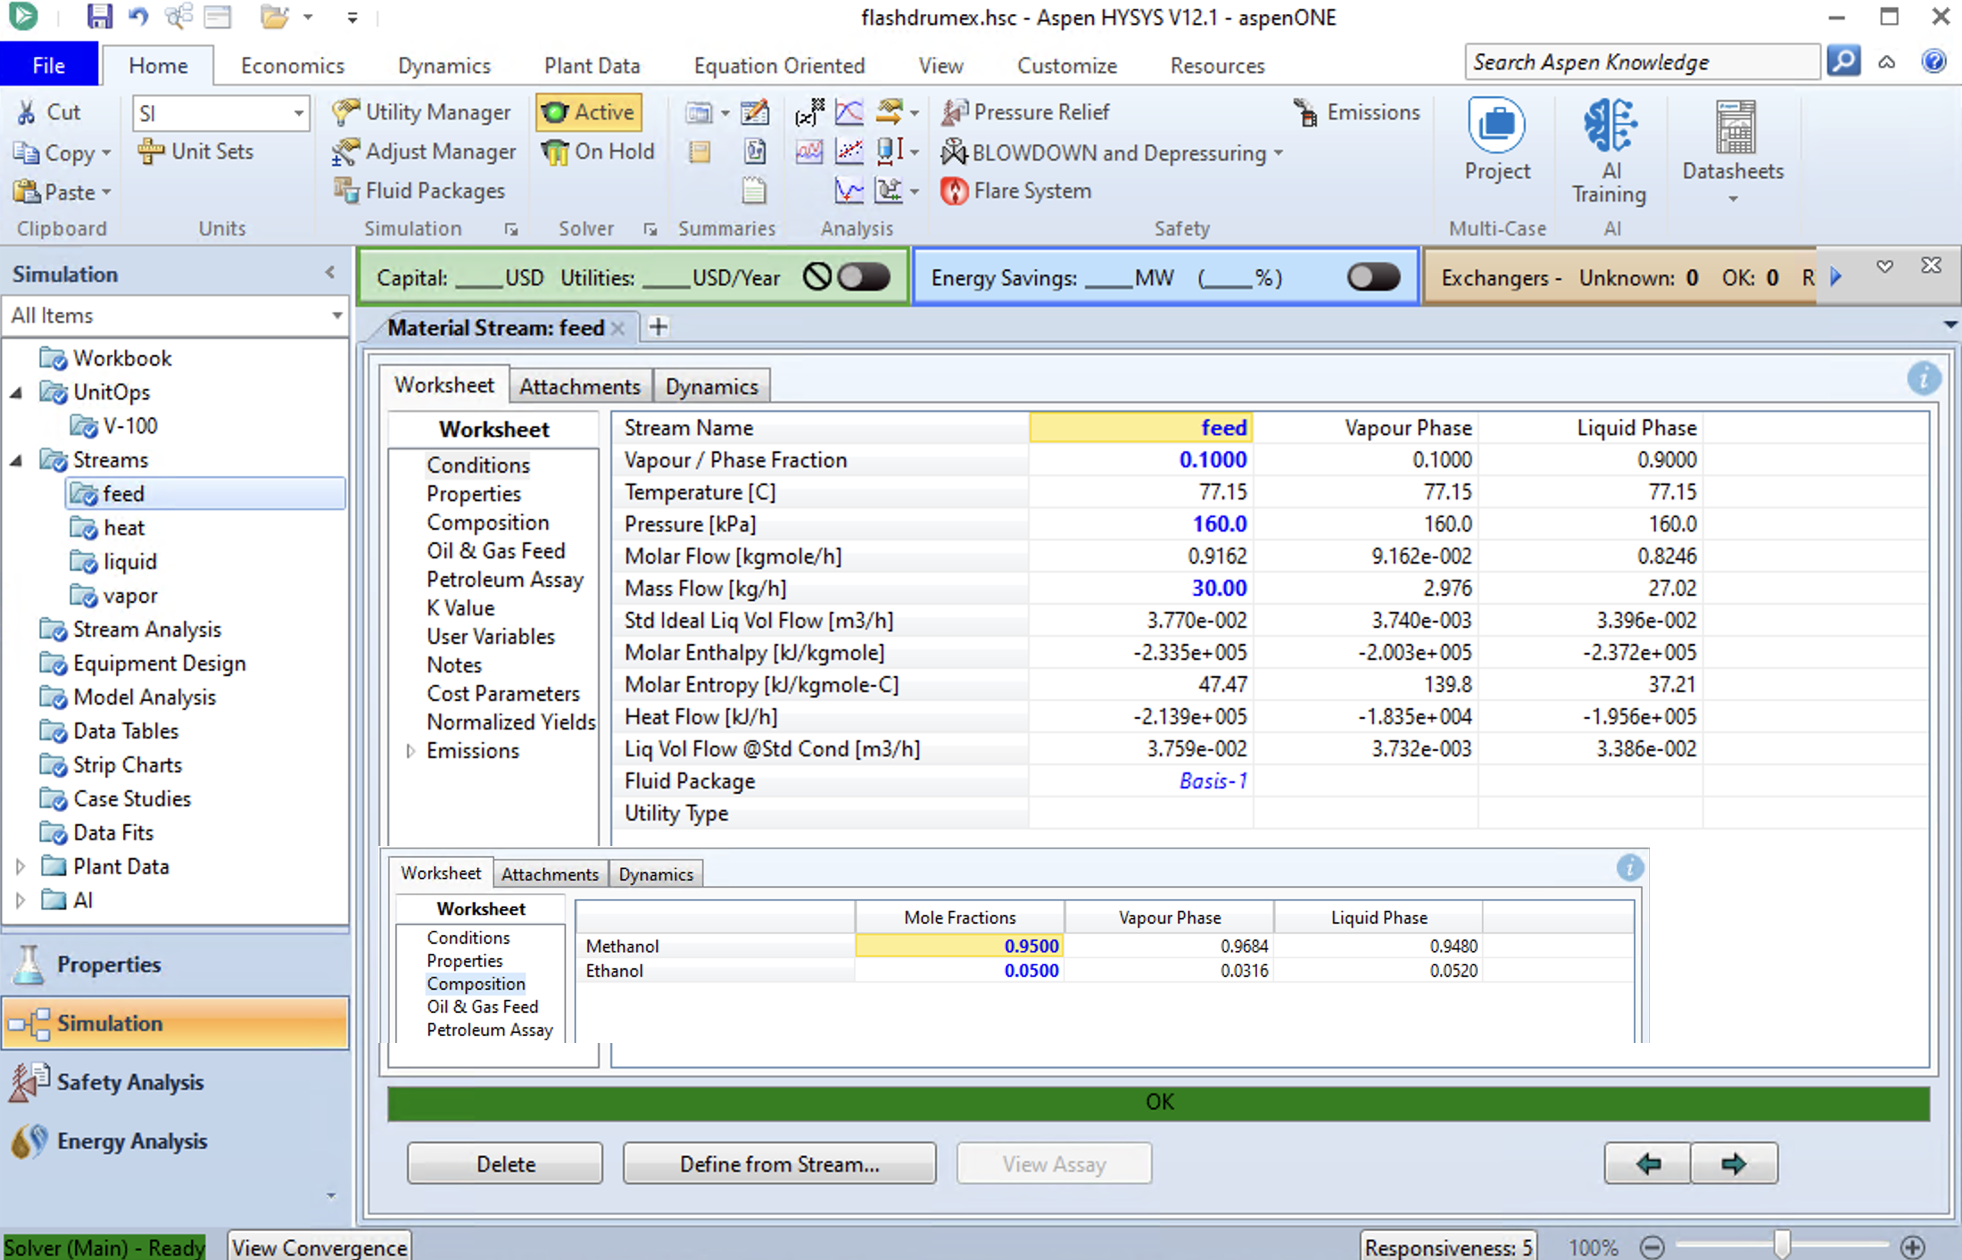 flashdrumex.hsc - Aspen HYSYS V12.1 - aspenONE
File Home Economics Dynamics Plant Data Equation Oriented View Customize Resources Search Aspen Knowledge
Cut SI Utility Manager Active Pressure Relief Emissions
Copy Unit Sets Adjust Manager On Hold BLOWDOWN and Depressuring Project AI Training Datasheets
Paste Fluid Packages Flare System
Clipboard Units Simulation Solver Summaries Analysis Safety Multi-Case AI
Simulation
All Items
Workbook
UnitOps
V-100
Streams
feed
heat
liquid
vapor
Stream Analysis
Equipment Design
Model Analysis
Data Tables
Strip Charts
Case Studies
Data Fits
Plant Data
AI
Properties
Simulation
Safety Analysis
Energy Analysis
Capital: ____USD Utilities: ____USD/Year Energy Savings: ____MW (____%) Exchangers - Unknown: 0 OK: 0 R
Material Stream: feed
Worksheet Attachments Dynamics
Worksheet
Conditions
Properties
Composition
Oil & Gas Feed
Petroleum Assay
K Value
User Variables
Notes
Cost Parameters
Normalized Yields
Emissions
Stream Name feed Vapour Phase Liquid Phase
Vapour / Phase Fraction 0.1000 0.1000 0.9000
Temperature [C] 77.15 77.15 77.15
Pressure [kPa] 160.0 160.0 160.0
Molar Flow [kgmole/h] 0.9162 9.162e-002 0.8246
Mass Flow [kg/h] 30.00 2.976 27.02
Std Ideal Liq Vol Flow [m3/h] 3.770e-002 3.740e-003 3.396e-002
Molar Enthalpy [kJ/kgmole] -2.335e+005 -2.003e+005 -2.372e+005
Molar Entropy [kJ/kgmole-C] 47.47 139.8 37.21
Heat Flow [kJ/h] -2.139e+005 -1.835e+004 -1.956e+005
Liq Vol Flow @Std Cond [m3/h] 3.759e-002 3.732e-003 3.386e-002
Fluid Package Basis-1
Utility Type
Worksheet Attachments Dynamics
Worksheet
Conditions
Properties
Composition
Oil & Gas Feed
Petroleum Assay
Mole Fractions Vapour Phase Liquid Phase
Methanol 0.9500 0.9684 0.9480
Ethanol 0.0500 0.0316 0.0520
OK
Delete Define from Stream... View Assay
Solver (Main) - Ready View Convergence Responsiveness: 5 100%